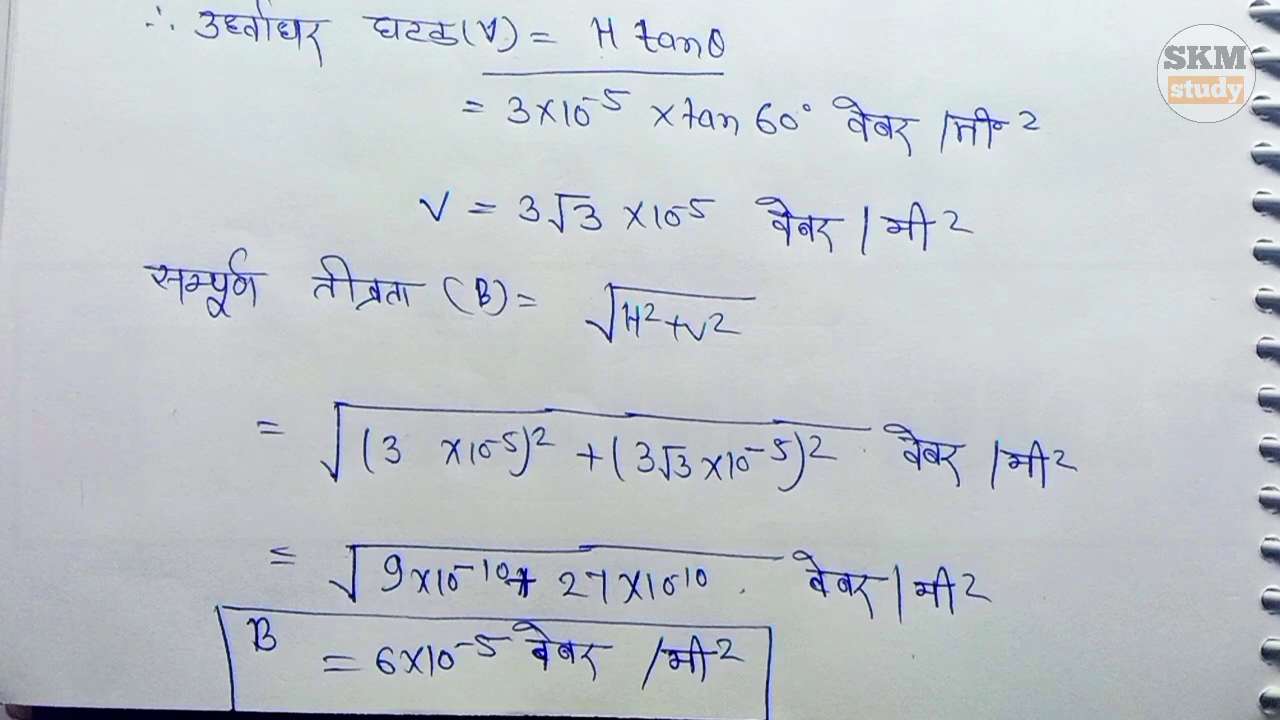 ∴ उर्ध्वाधर घटक(V) = H tanθ
SKM
study
= 3×10⁻⁵ × tan 60° वेबर /मी॰²
V = 3√3 ×10⁻⁵ वेबर / मी²
सम्पूर्ण तीव्रता (B) = √H²+V²
= √(3 ×10⁻⁵)² + (3√3×10⁻⁵)² वेबर /मी²
= √9×10⁻¹⁰ + 27×10⁻¹⁰ वेबर / मी²
B = 6×10⁻⁵ वेबर /मी²